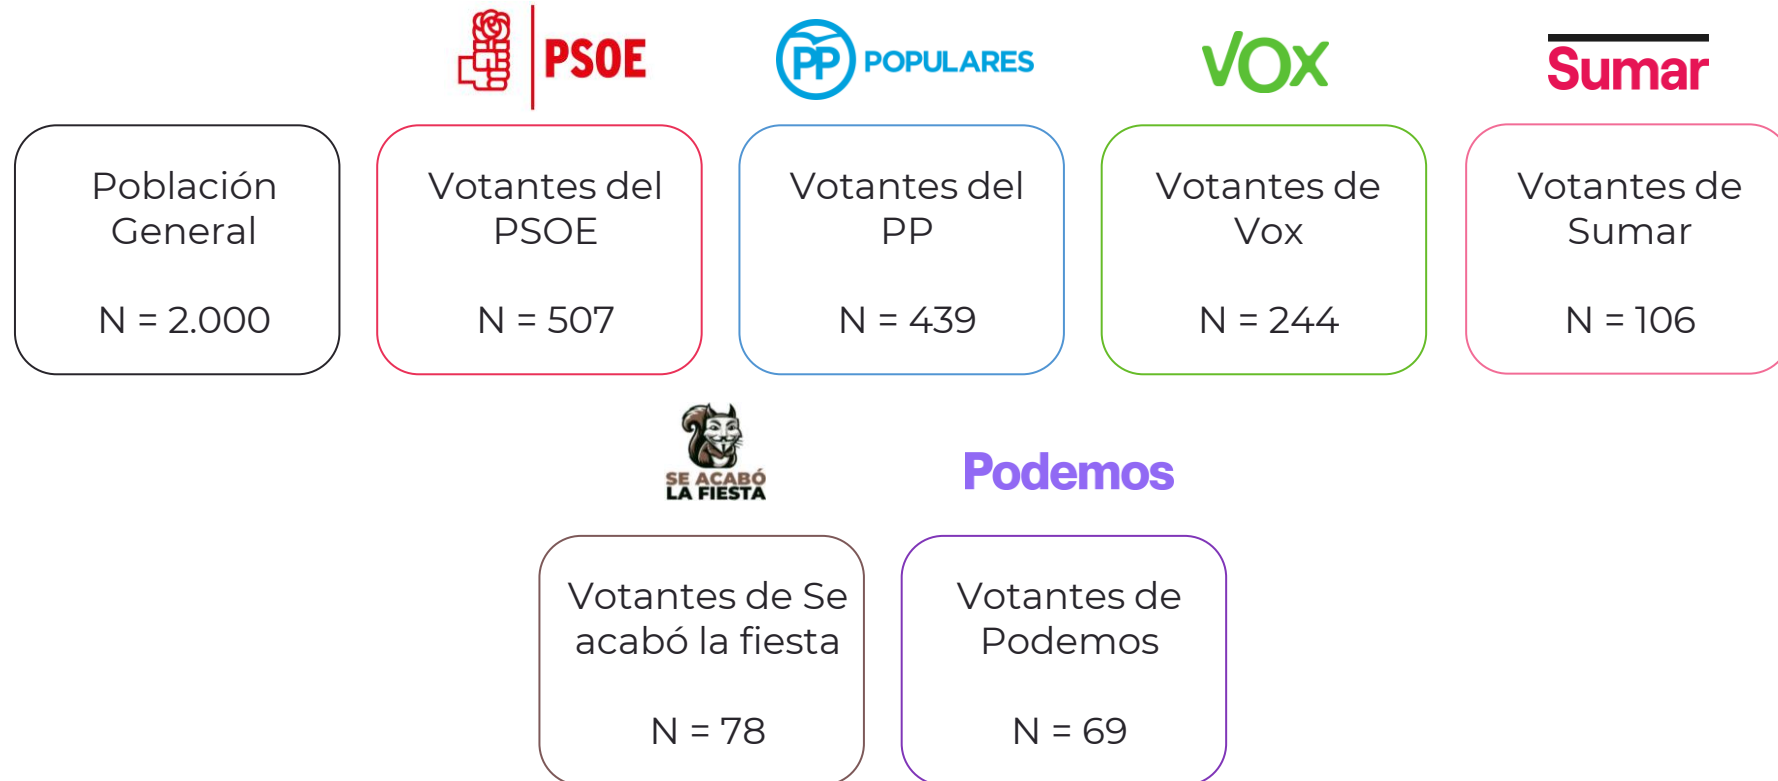 PSOE
PP POPULARES
VOX
Sumar
Población
General
N = 2.000
Votantes del
PSOE
N = 507
Votantes del
PP
N = 439
Votantes de
Vox
N = 244
Votantes de
Sumar
N = 106
SE ACABÓ
LA FIESTA
Podemos
Votantes de Se
acabó la fiesta
N = 78
Votantes de
Podemos
N = 69